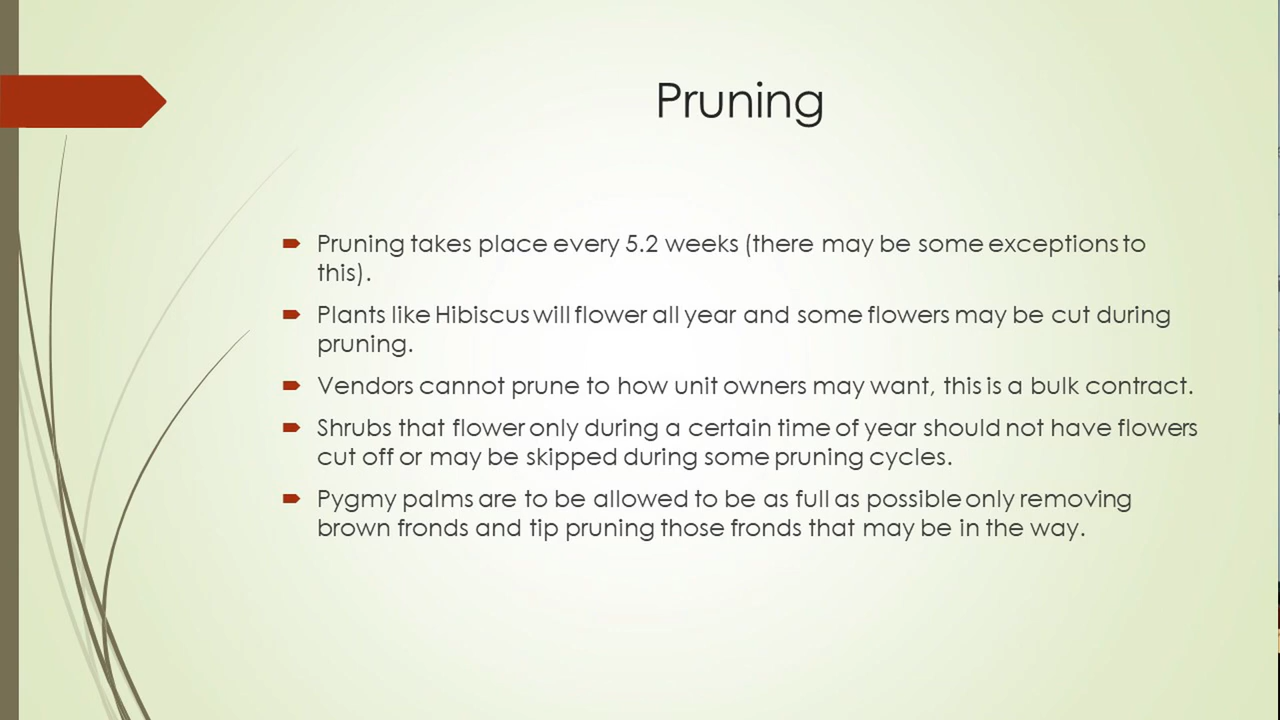 Pruning
Pruning takes place every 5.2 weeks (there may be some exceptions to
this).
Plants like Hibiscus will flower all year and some flowers may be cut during
pruning.
Vendors cannot prune to how unit owners may want, this is a bulk contract.
Shrubs that flower only during a certain time of year should not have flowers
cut off or may be skipped during some pruning cycles.
Pygmy palms are to be allowed to be as full as possible only removing
brown fronds and tip pruning those fronds that may be in the way.